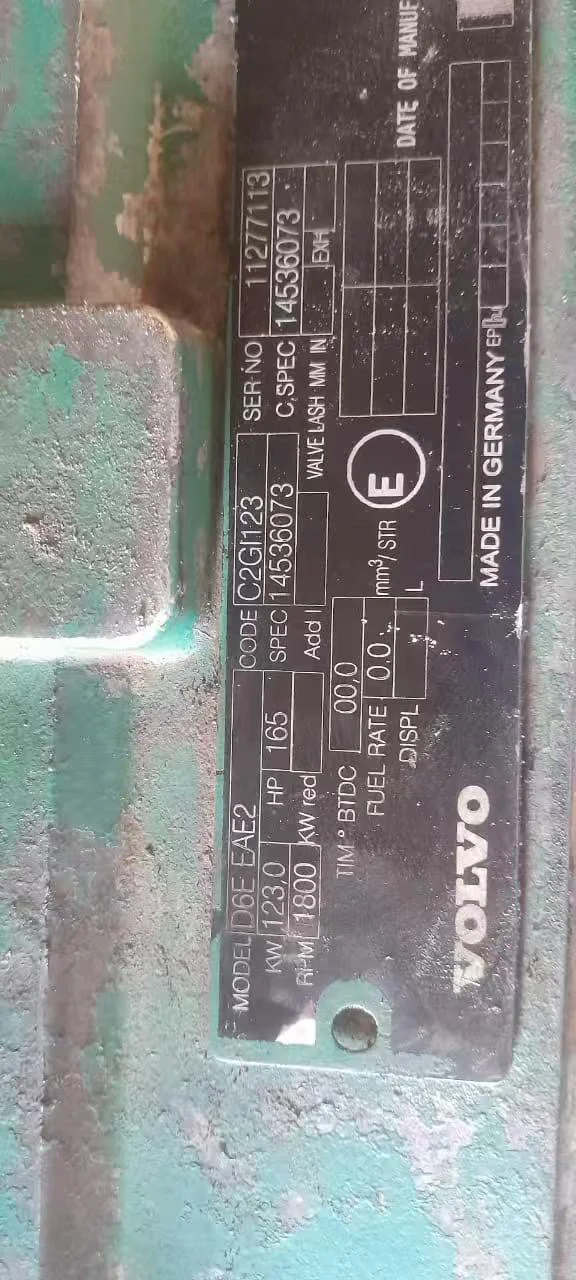 MODEL D6E EAE2 CODE C2GI123 SER·NO 11277113
KW 123,0 HP 165 SPEC 14536073 C.SPEC 14536073
RPM 1800 KW red Add I VALVE LASH MM IN EXH
TIM° BTDC 00,0
FUEL RATE 0.0 mm³/STR
DISPL L
E
DATE OF MANUF
VOLVO
MADE IN GERMANY